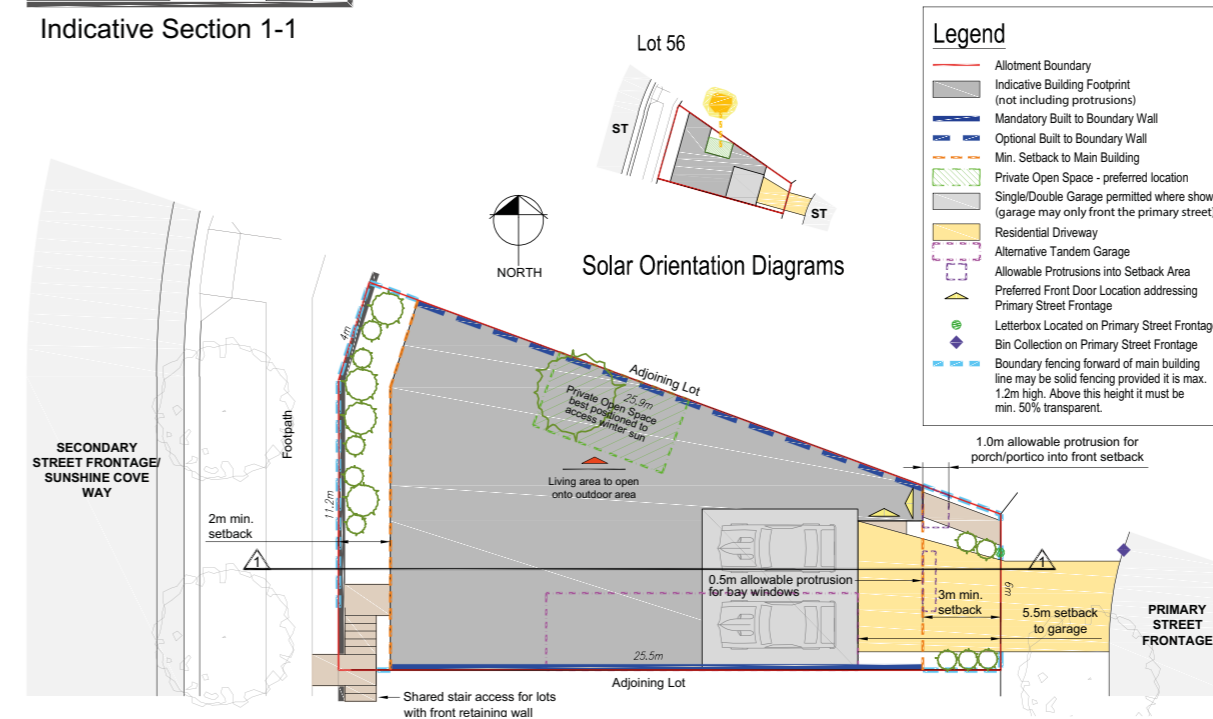 Indicative Section 1-1
Lot 56
ST
ST
NORTH
Solar Orientation Diagrams
Legend
Allotment Boundary
Indicative Building Footprint
(not including protrusions)
Mandatory Built to Boundary Wall
Optional Built to Boundary Wall
Min. Setback to Main Building
Private Open Space - preferred location
Single/Double Garage permitted where show
(garage may only front the primary street)
Residential Driveway
Alternative Tandem Garage
Allowable Protrusions into Setback Area
Preferred Front Door Location addressing
Primary Street Frontage
Letterbox Located on Primary Street Frontag
Bin Collection on Primary Street Frontage
Boundary fencing forward of main building
line may be solid fencing provided it is max.
1.2m high. Above this height it must be
min. 50% transparent.
SECONDARY
STREET FRONTAGE/
SUNSHINE COVE
WAY
Footpath
4m
11.2m
2m min.
setback
1
Adjoining Lot
25.9m
Private Open Space
best positioned to
access winter sun
Living area to open
onto outdoor area
1.0m allowable protrusion for
porch/portico into front setback
0.5m allowable protrusion
for bay windows
3m min.
setback
5.5m setback
to garage
6m
1
PRIMARY
STREET
FRONTAGE
25.5m
Adjoining Lot
Shared stair access for lots
with front retaining wall